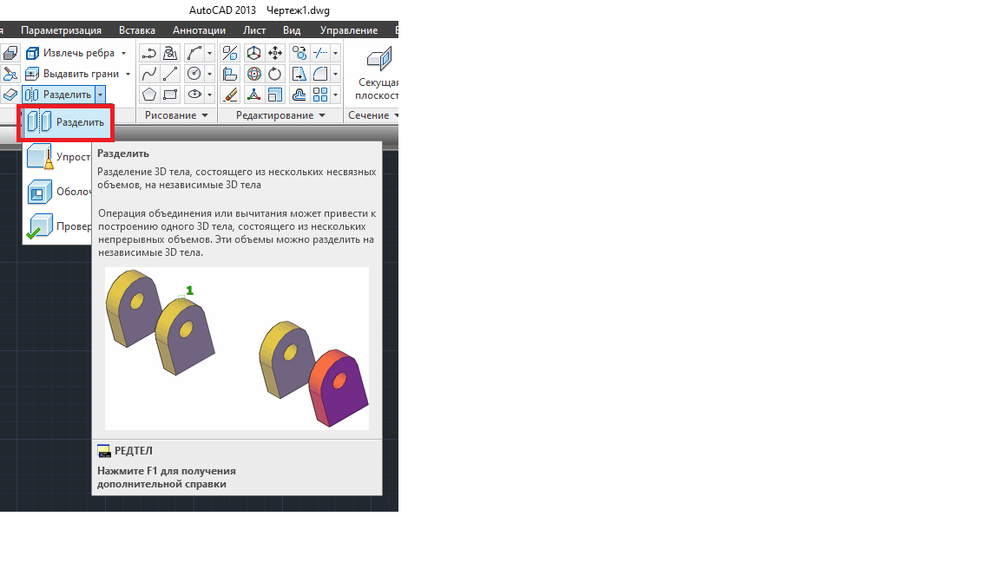 AutoCAD 2013 Чертеж1.dwg
я Параметризация Вставка Аннотации Лист Вид Управление
Извлечь ребра
Выдавить грани
Разделить
Секущая
плоскост
Рисование Редактирование Сечение
Разделить
Упрост
Оболоч
Провер
Разделить
Разделение 3D тела, состоящего из нескольких несвязных
объемов, на независимые 3D тела
Операция объединения или вычитания может привести к
построению одного 3D тела, состоящего из нескольких
непрерывных объемов. Эти объемы можно разделить на
независимые 3D тела.
1
РЕДТЕЛ
Нажмите F1 для получения
дополнительной справки